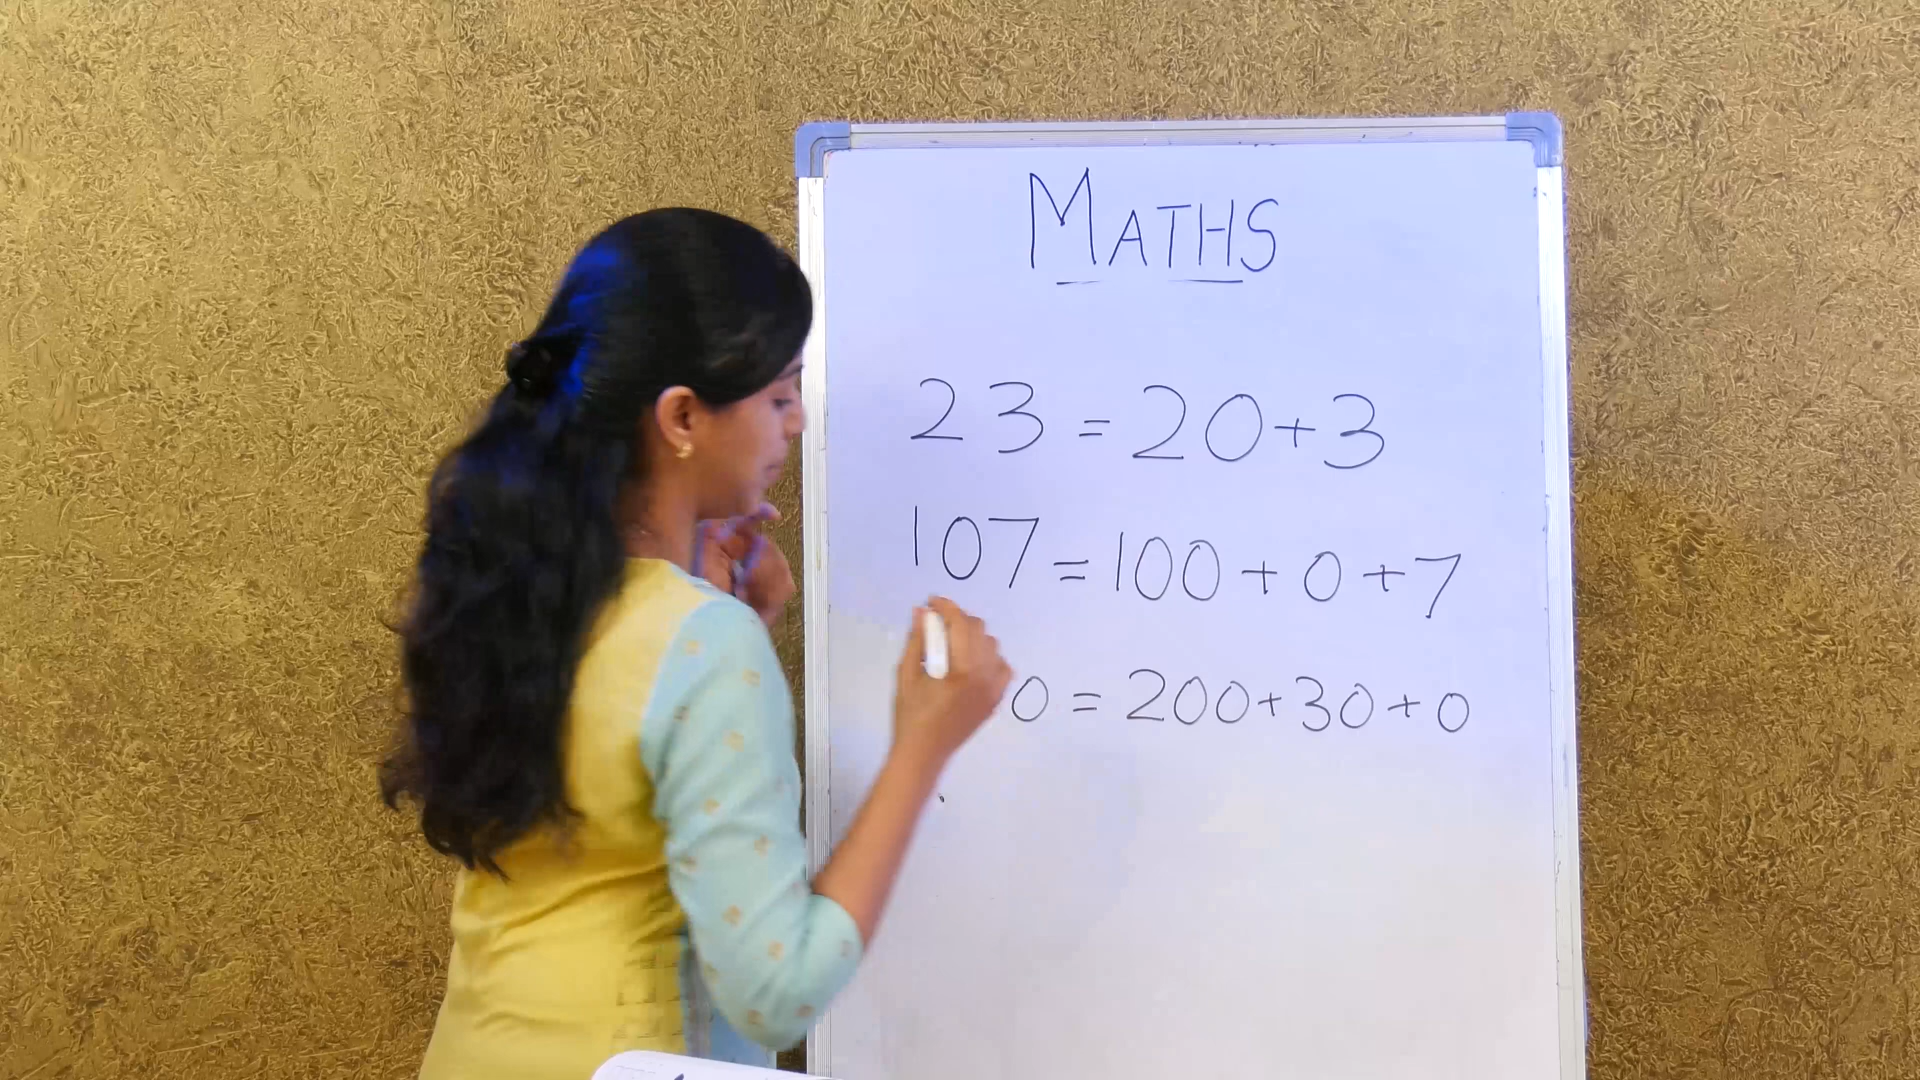 MATHS
23 = 20+3
107 = 100 + 0 + 7
0 = 200+30+0